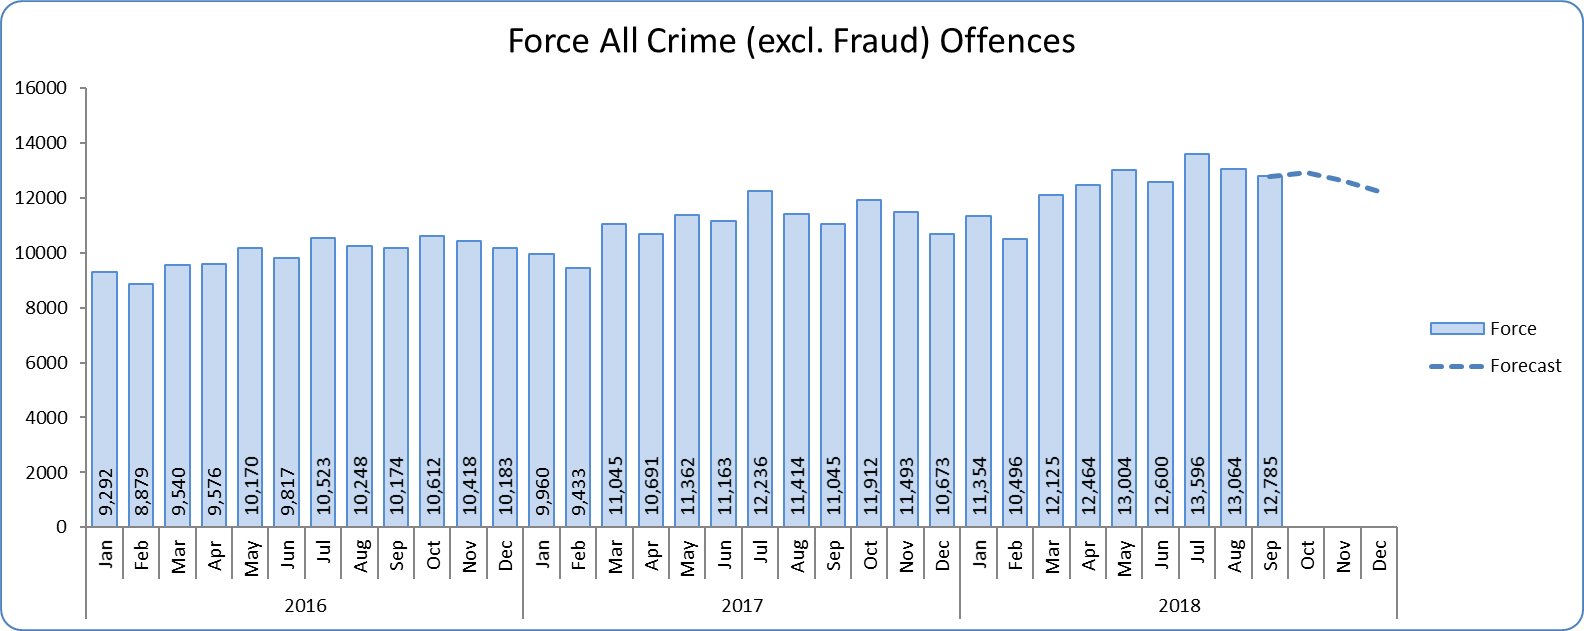 Force All Crime (excl. Fraud) Offences
16000
14000
12000
10000
8000
6000
4000
2000
0
9,292 8,879 9,540 9,576 10,170 9,817 10,523 10,248 10,174 10,612 10,418 10,183 9,960 9,433 11,045 10,691 11,362 11,163 12,236 11,414 11,045 11,912 11,493 10,673 11,354 10,496 12,125 12,464 13,004 12,600 13,596 13,064 12,785
Jan Feb Mar Apr May Jun Jul Aug Sep Oct Nov Dec Jan Feb Mar Apr May Jun Jul Aug Sep Oct Nov Dec Jan Feb Mar Apr May Jun Jul Aug Sep Oct Nov Dec
2016 2017 2018
Force
Forecast